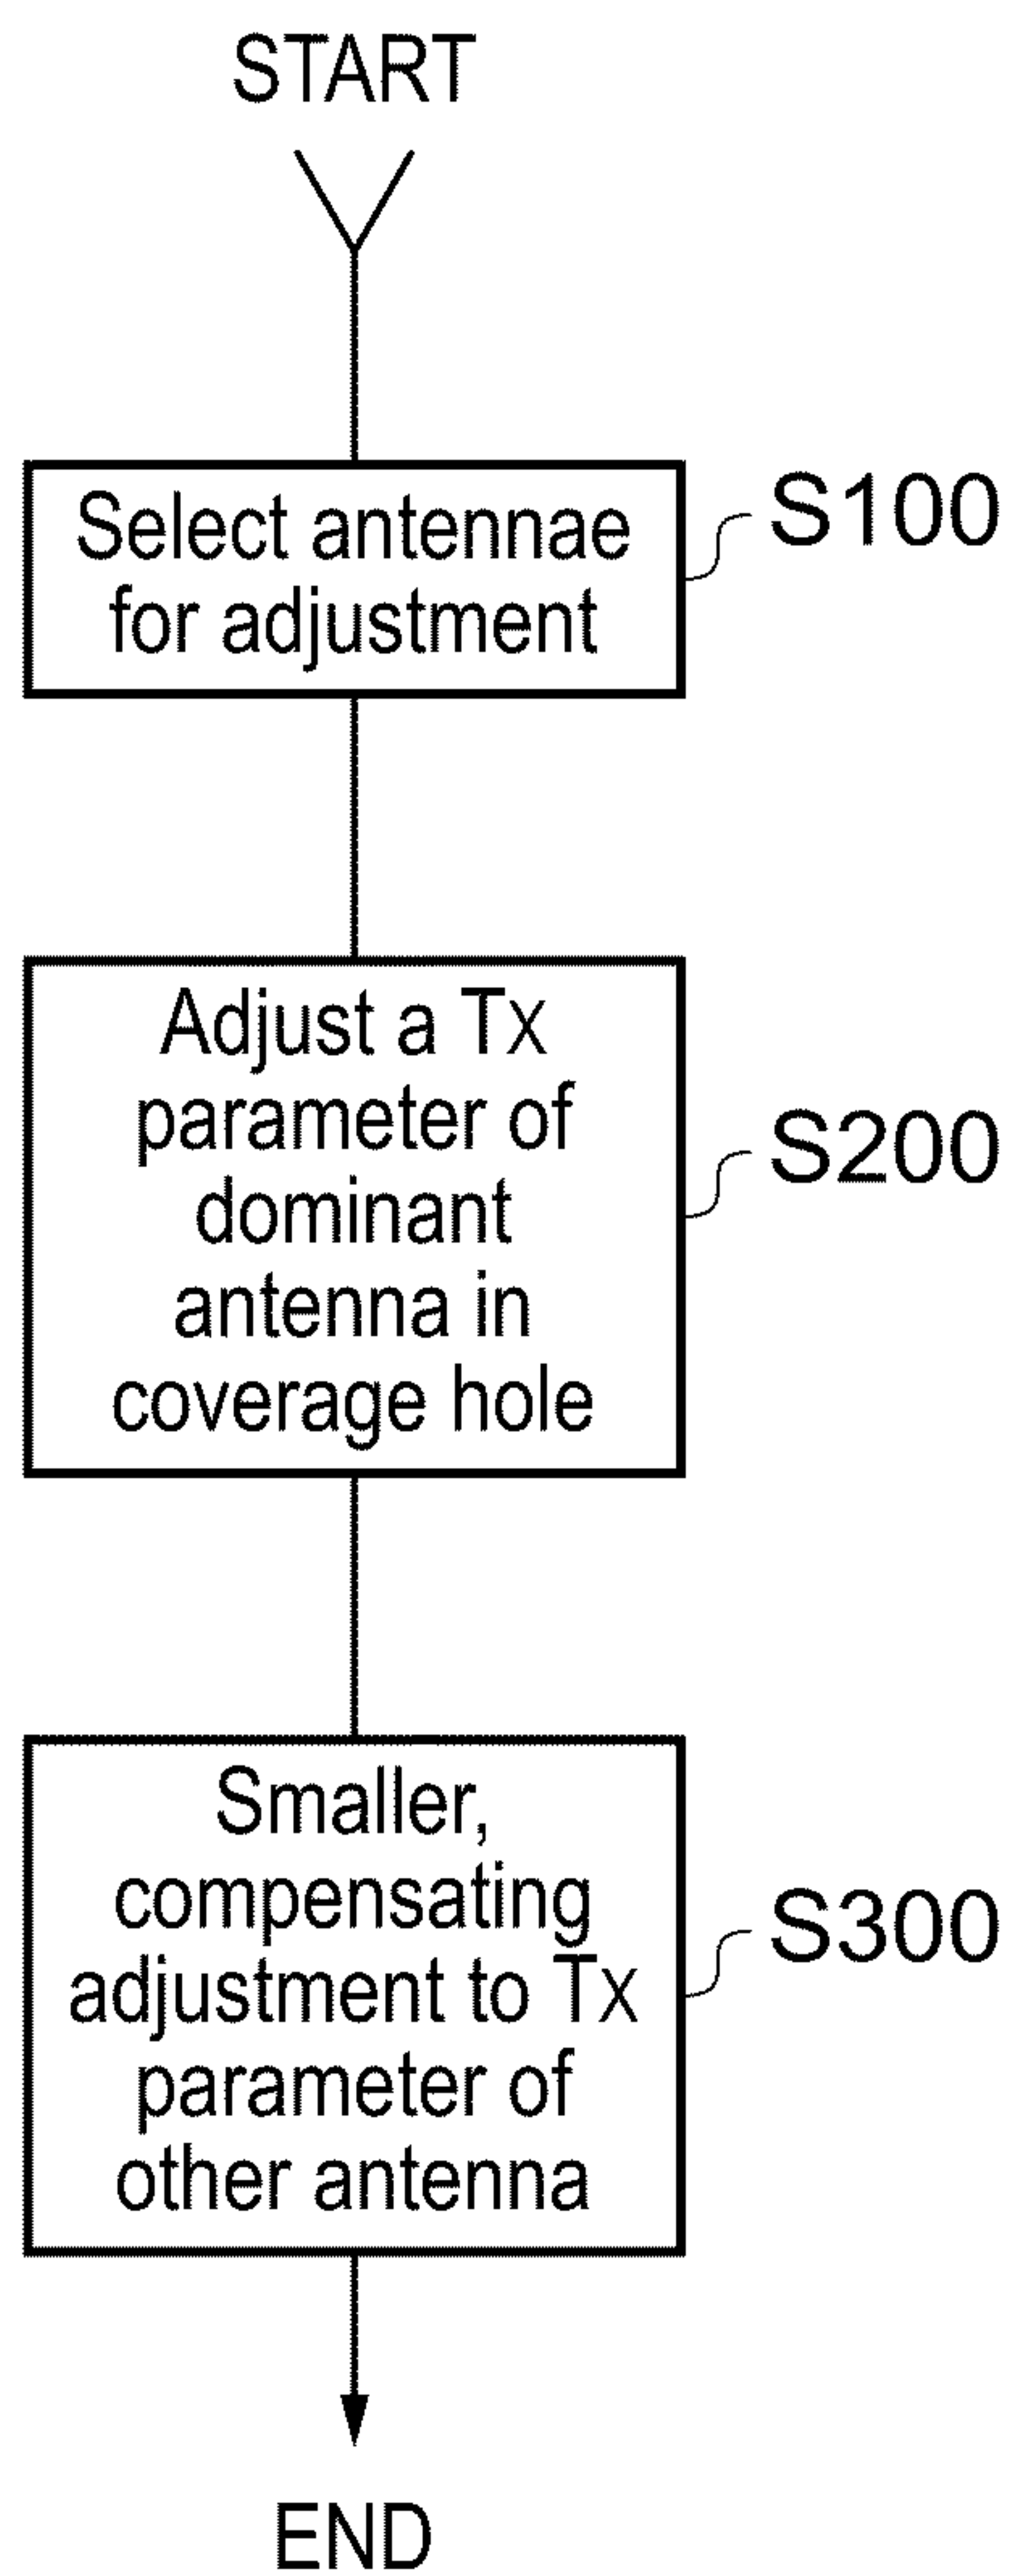 START
Select antennae
for adjustment
S100
Adjust a Tx
parameter of
dominant
antenna in
coverage hole
S200
Smaller,
compensating
adjustment to Tx
parameter of
other antenna
S300
END